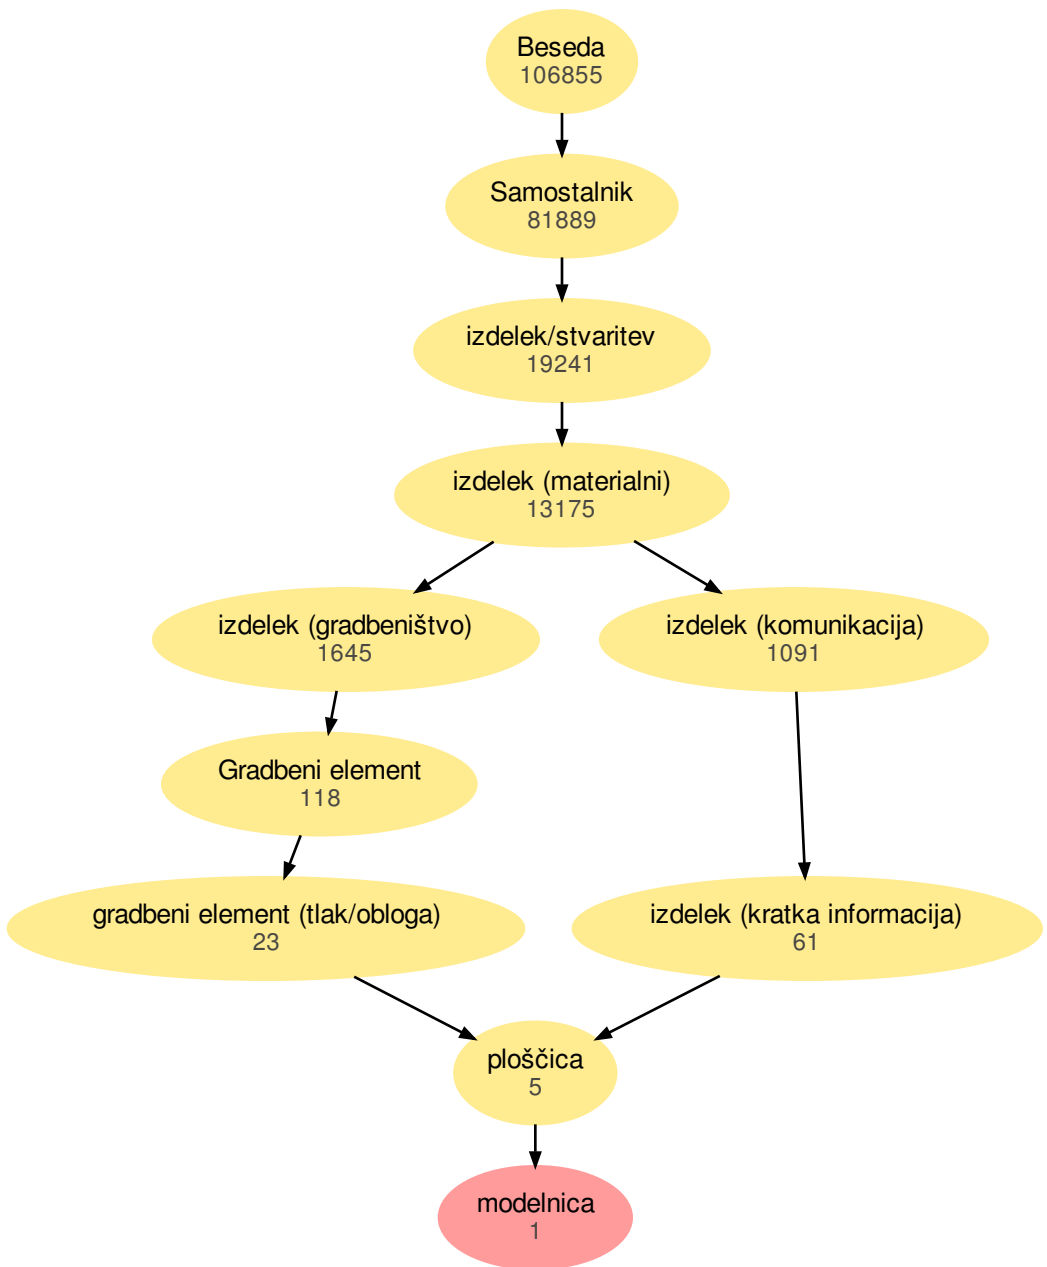 Beseda
106855
Samostalnik
81889
izdelek/stvaritev
19241
izdelek (materialni)
13175
izdelek (gradbeništvo)
1645
izdelek (komunikacija)
1091
Gradbeni element
118
gradbeni element (tlak/obloga)
23
izdelek (kratka informacija)
61
ploščica
5
modelnica
1